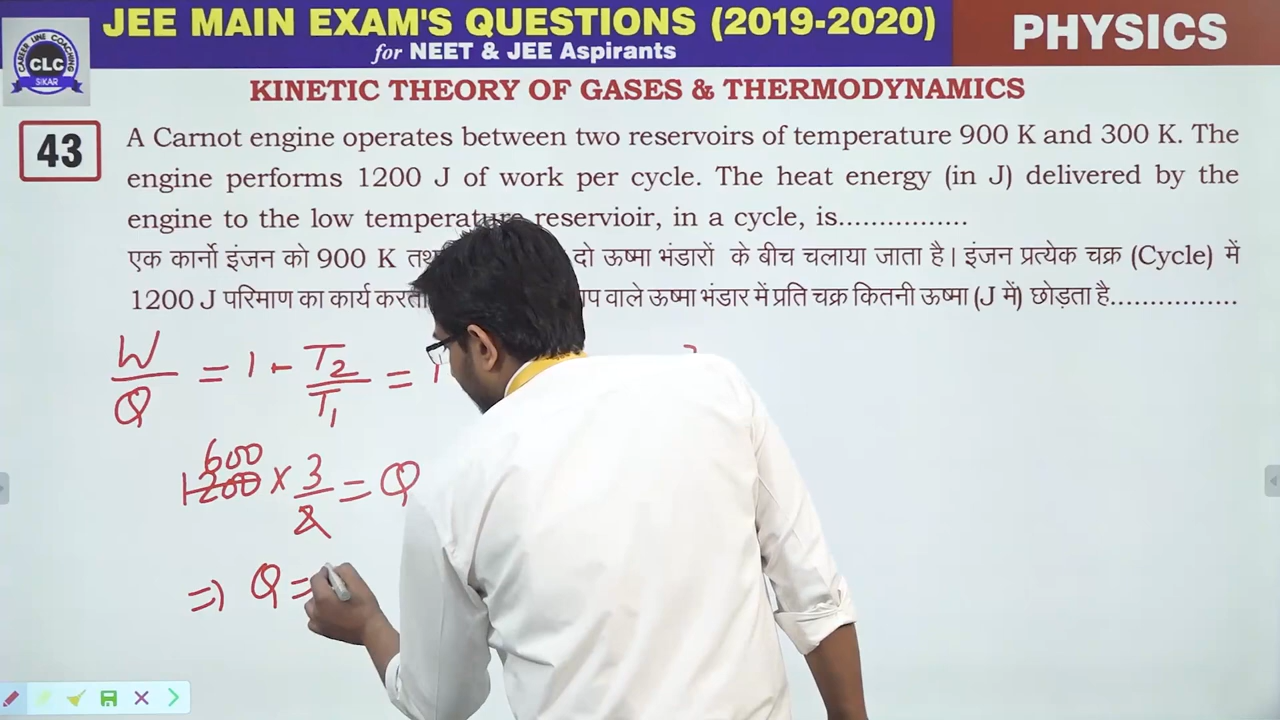 JEE MAIN EXAM'S QUESTIONS (2019-2020)
for NEET & JEE Aspirants
PHYSICS
CAREER LINE COACHING
CLC
SIKAR
KINETIC THEORY OF GASES & THERMODYNAMICS
43
A Carnot engine operates between two reservoirs of temperature 900 K and 300 K. The
engine performs 1200 J of work per cycle. The heat energy (in J) delivered by the
engine to the low temperature reservioir, in a cycle, is................
एक कार्नो इंजन को 900 K दो ऊष्मा भंडारों के बीच चलाया जाता है। इंजन प्रत्येक चक्र (Cycle) में
1200 J परिमाण का कार्य वाले ऊष्मा भंडार में प्रति चक्र कितनी ऊष्मा (J में) छोड़ता है................
W/Q = 1 - T2/T1 = 1
600
1200 × 3/2 = Q
⇒ Q =